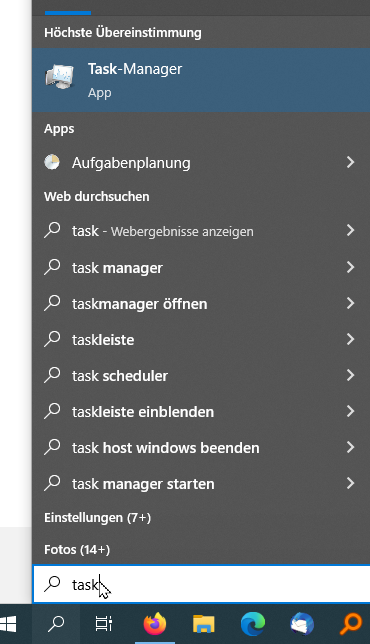 Höchste Übereinstimmung
Task-Manager
App
Apps
Aufgabenplanung
Web durchsuchen
task - Webergebnisse anzeigen
task manager
taskmanager öffnen
taskleiste
task scheduler
taskleiste einblenden
task host windows beenden
task manager starten
Einstellungen (7+)
Fotos (14+)
task